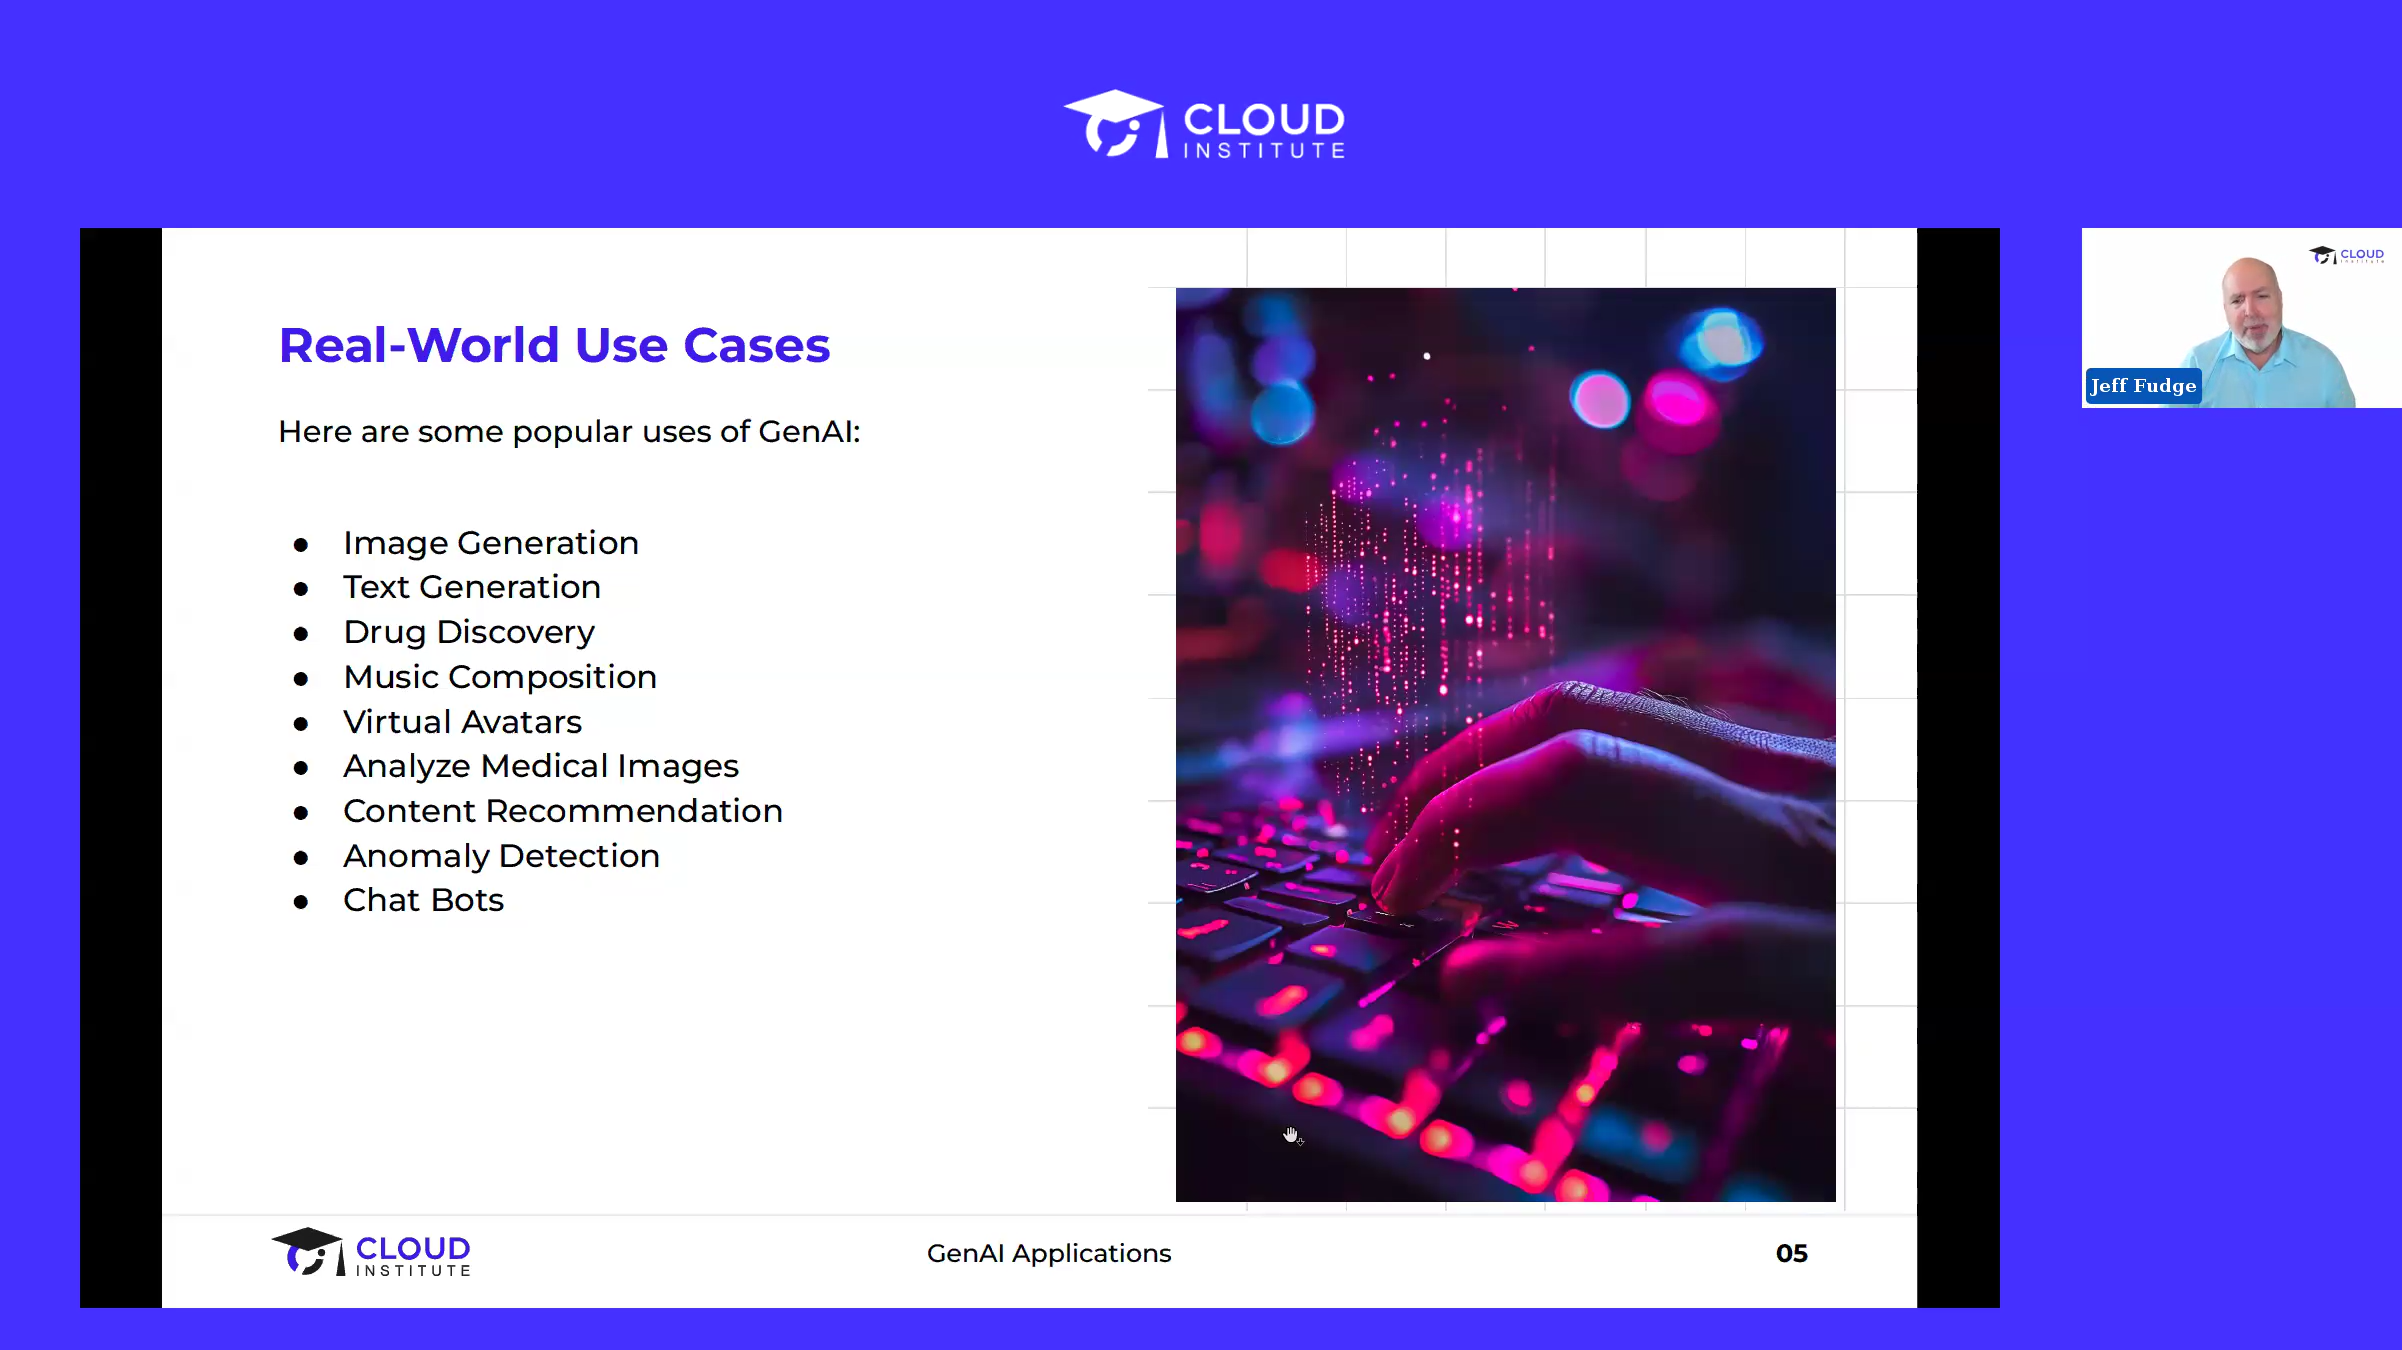 CLOUD
INSTITUTE
Real-World Use Cases
Here are some popular uses of GenAI:
● Image Generation
● Text Generation
● Drug Discovery
● Music Composition
● Virtual Avatars
● Analyze Medical Images
● Content Recommendation
● Anomaly Detection
● Chat Bots
CLOUD
INSTITUTE
GenAI Applications
05
CLOUD
Institute
Jeff Fudge